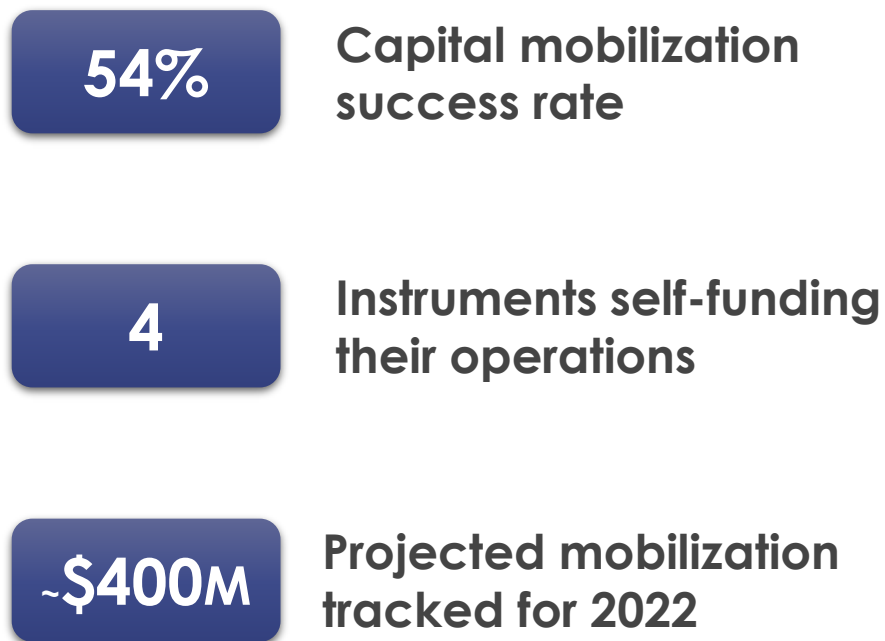 54%
Capital mobilization
success rate
4
Instruments self-funding
their operations
~$400M
Projected mobilization
tracked for 2022